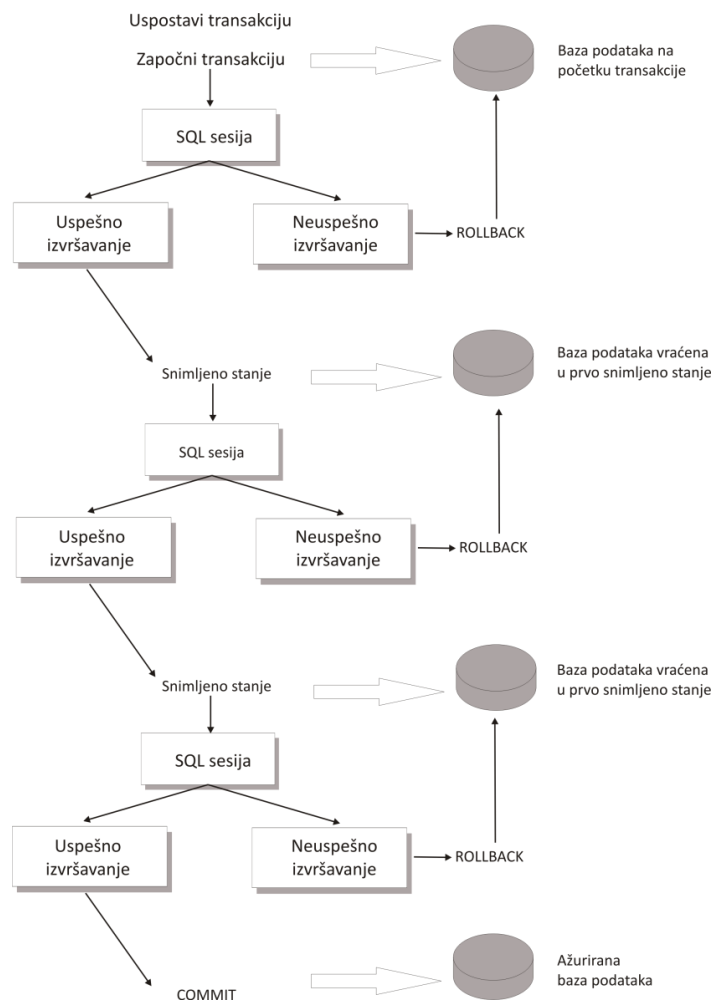 Uspostavi transakciju
Započni transakciju
Baza podataka na
početku transakcije
SQL sesija
Uspešno
izvršavanje
Neuspešno
izvršavanje
ROLLBACK
Snimljeno stanje
Baza podataka vraćena
u prvo snimljeno stanje
SQL sesija
Uspešno
izvršavanje
Neuspešno
izvršavanje
ROLLBACK
Snimljeno stanje
Baza podataka vraćena
u prvo snimljeno stanje
SQL sesija
Uspešno
izvršavanje
Neuspešno
izvršavanje
ROLLBACK
COMMIT
Ažurirana
baza podataka